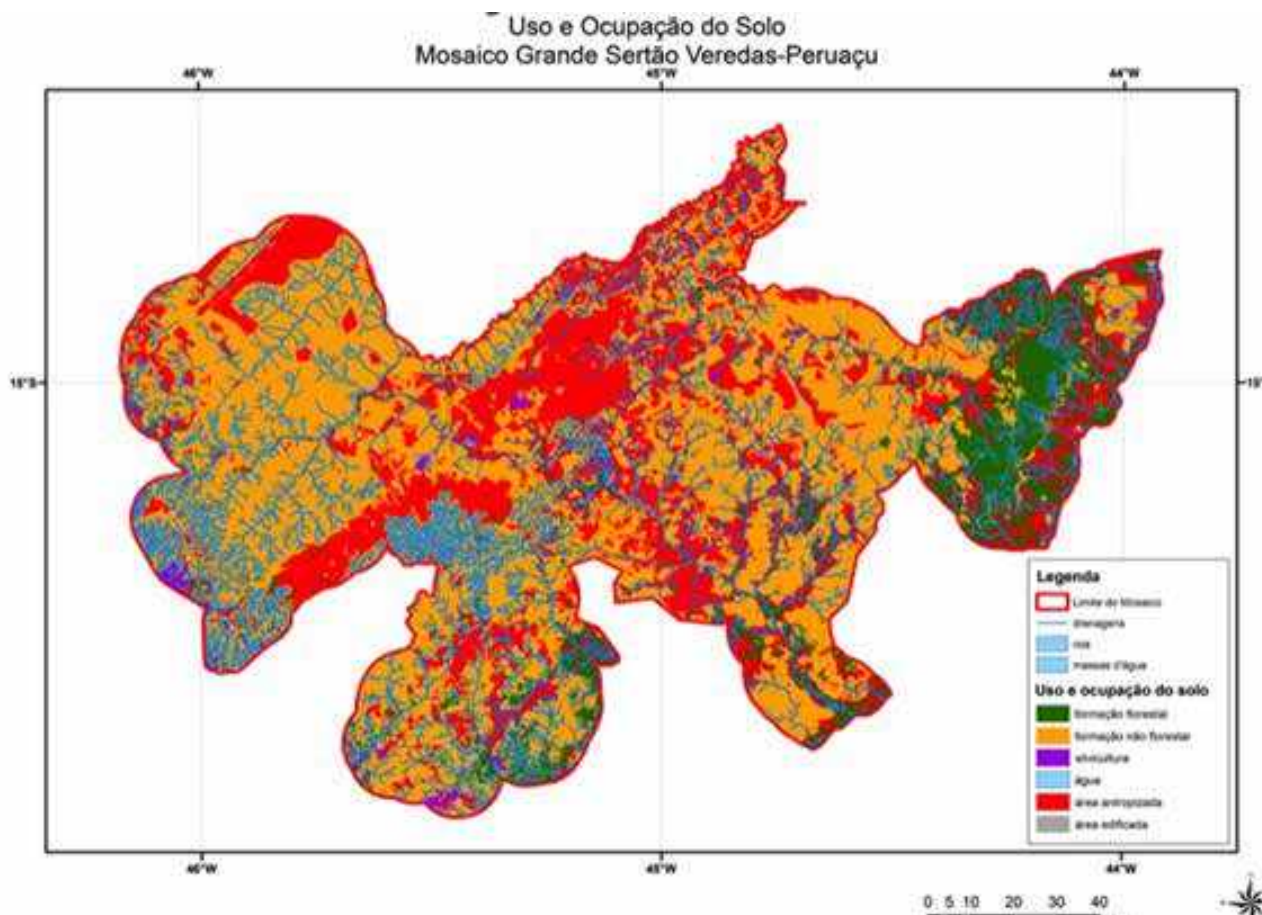 Uso e Ocupação do Solo
Mosaico Grande Sertão Veredas-Peruaçu
46°W 45°W 44°W
15°S
Legenda
Limite do Mosaico
drenagem
rios
massas d'água
Uso e ocupação do solo
formação florestal
formação não florestal
silvicultura
água
área antropizada
área edificada
46°W 45°W 44°W
0 5 10 20 30 40